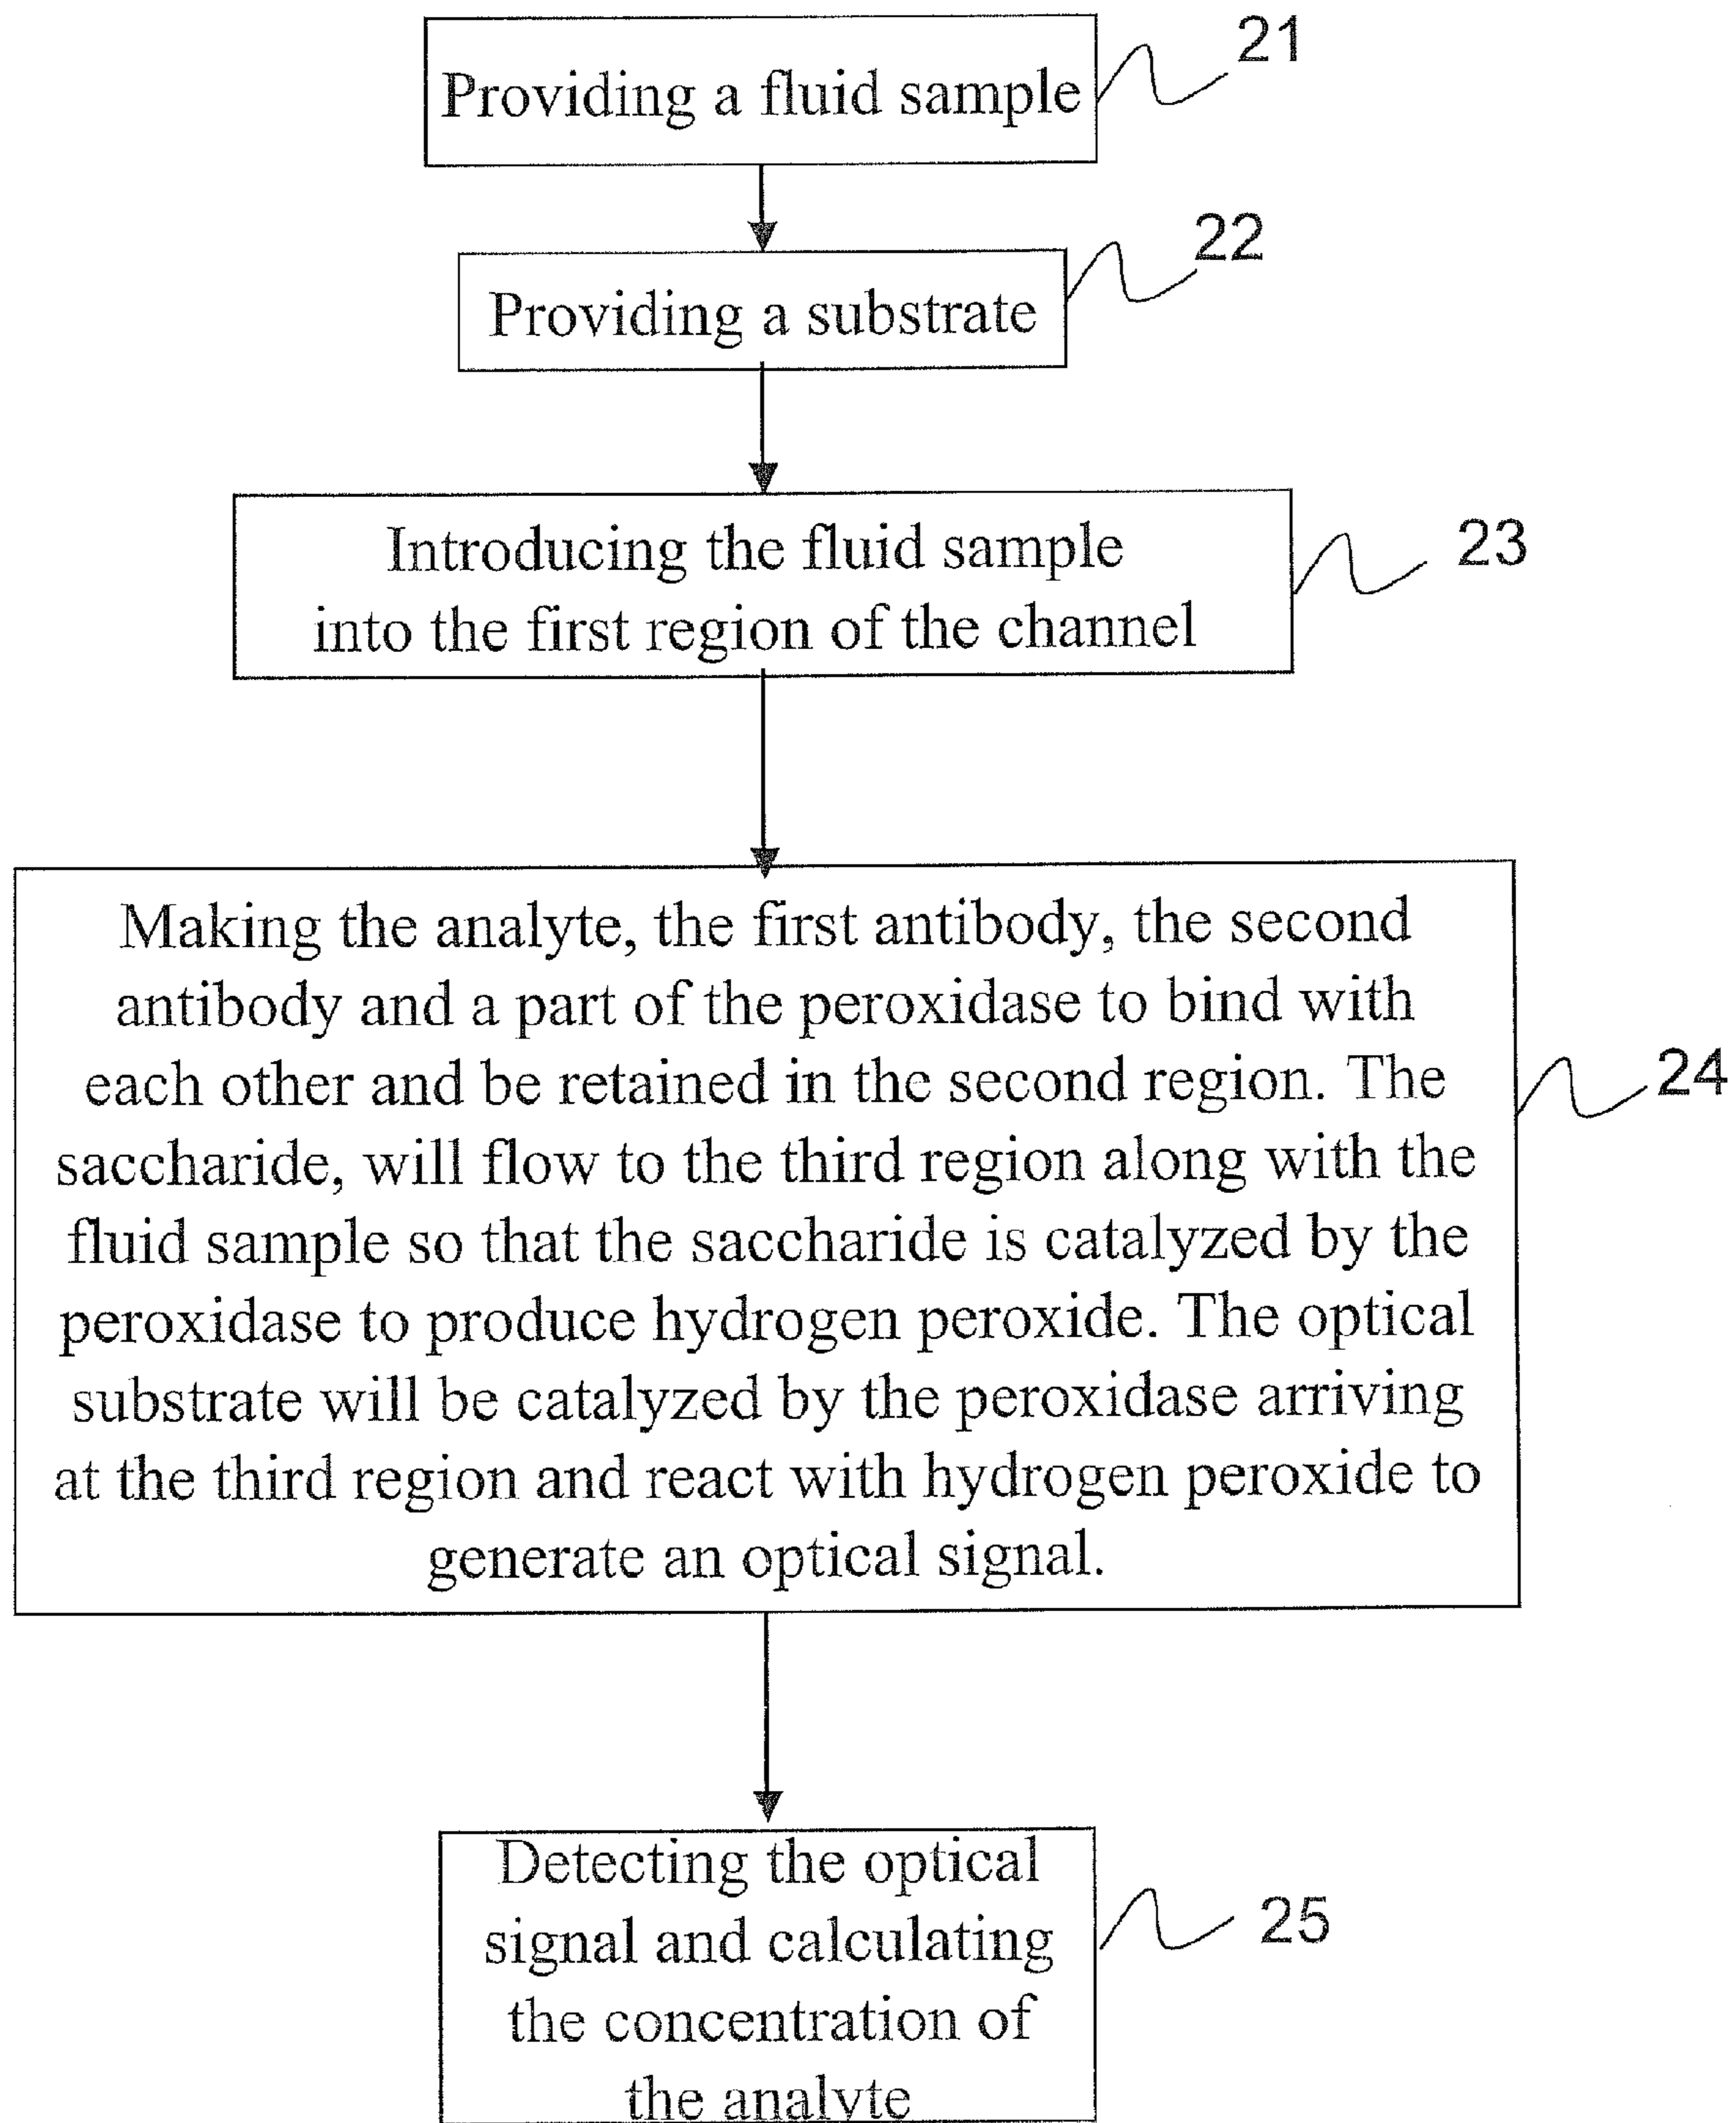 Providing a fluid sample
21
Providing a substrate
22
Introducing the fluid sample
into the first region of the channel
23
Making the analyte, the first antibody, the second
antibody and a part of the peroxidase to bind with
each other and be retained in the second region. The
saccharide, will flow to the third region along with the
fluid sample so that the saccharide is catalyzed by the
peroxidase to produce hydrogen peroxide. The optical
substrate will be catalyzed by the peroxidase arriving
at the third region and react with hydrogen peroxide to
generate an optical signal.
24
Detecting the optical
signal and calculating
the concentration of
the analyte
25